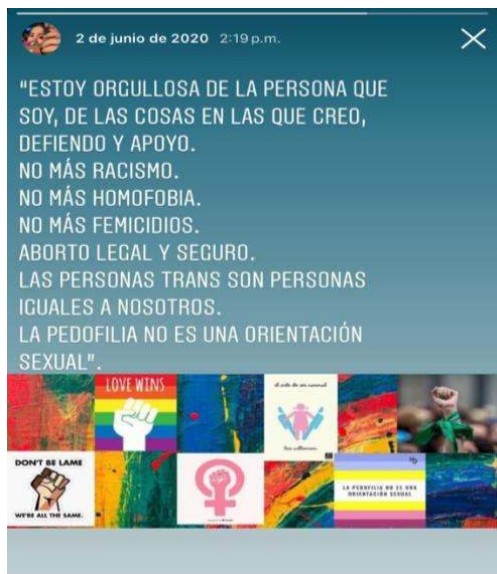 2 de junio de 2020 2:19 p.m.
"ESTOY ORGULLOSA DE LA PERSONA QUE
SOY, DE LAS COSAS EN LAS QUE CREO,
DEFIENDO Y APOYO.
NO MÁS RACISMO.
NO MÁS HOMOFOBIA.
NO MÁS FEMICIDIOS.
ABORTO LEGAL Y SEGURO.
LAS PERSONAS TRANS SON PERSONAS
IGUALES A NOSOTROS.
LA PEDOFILIA NO ES UNA ORIENTACIÓN
SEXUAL".
LOVE WINS
DON'T BE LAME
WE'RE ALL THE SAME.
LA PEDOFILIA NO ES UNA
ORIENTACIÓN SEXUAL